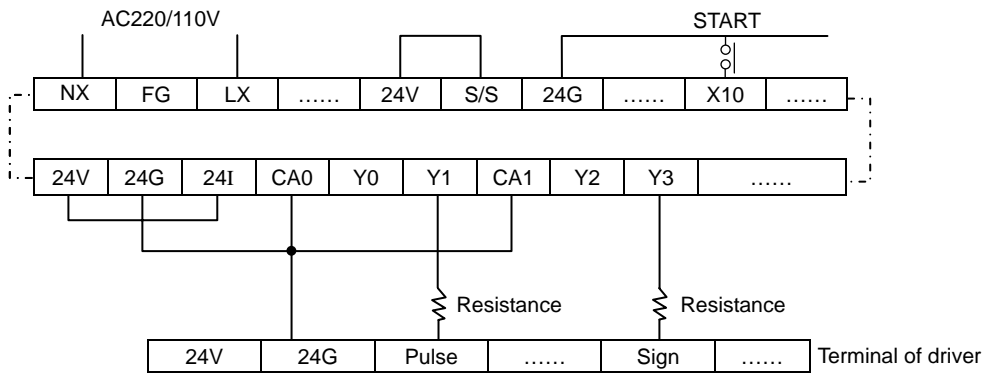 AC220/110V START
NX FG LX …… 24V S/S 24G …… X10 ……
24V 24G 24I CA0 Y0 Y1 CA1 Y2 Y3 ……
Resistance Resistance
24V 24G Pulse …… Sign …… Terminal of driver